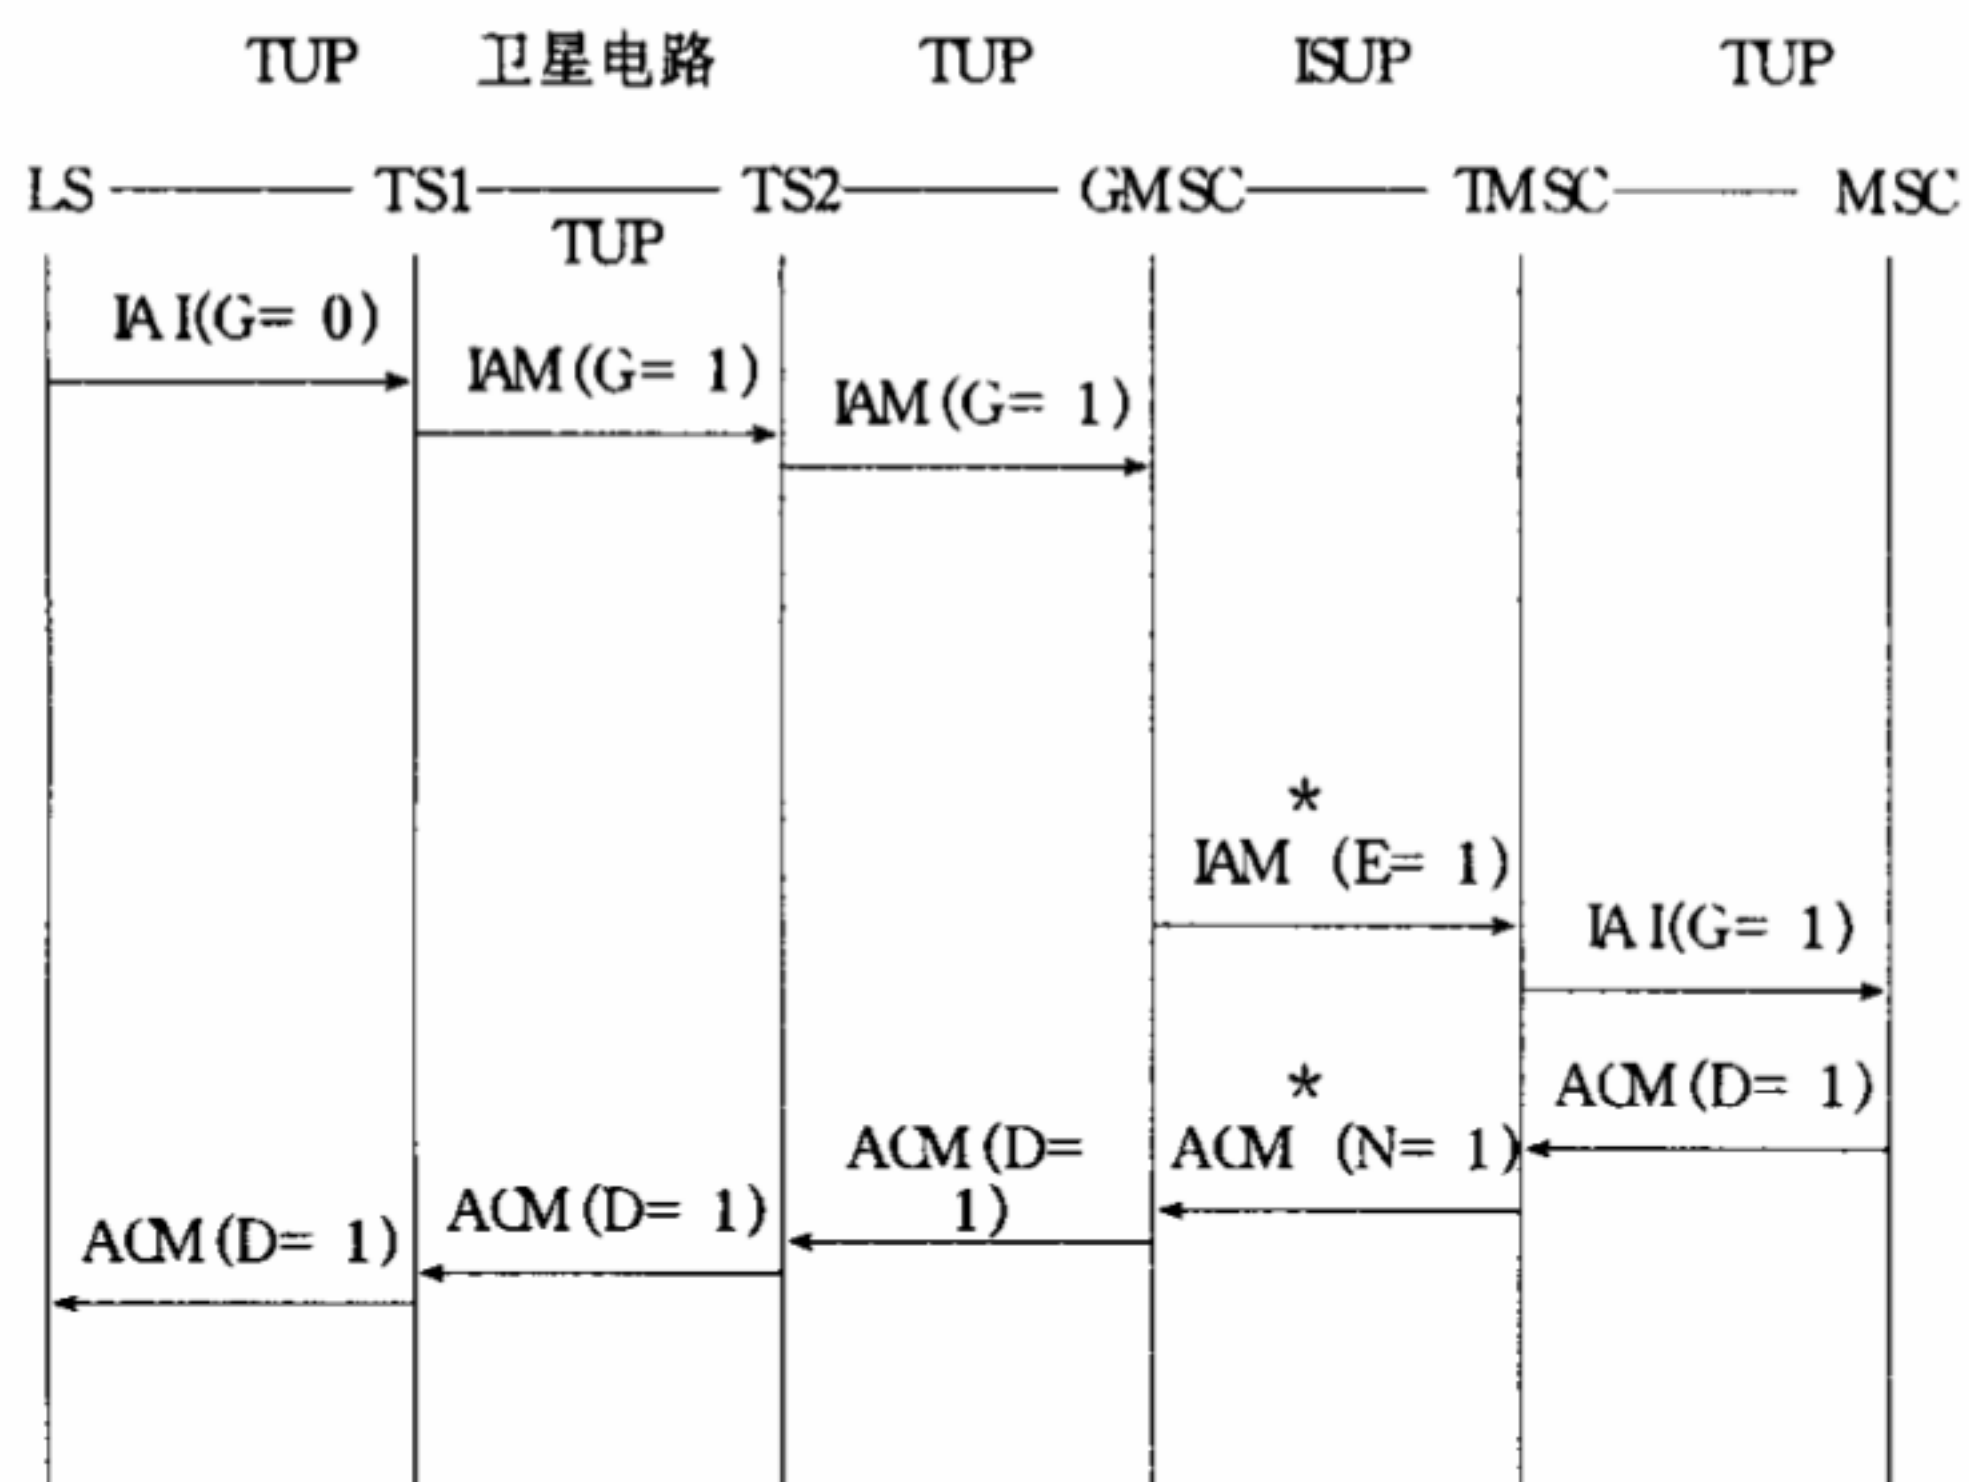 TUP 卫星电路 TUP ISUP TUP
LS TS1 TS2 GMSC TMSC MSC
TUP
IAI(G= 0)
IAM(G= 1)
IAM(G= 1)
*
IAM (E= 1)
IAI(G= 1)
ACM(D= 1)
*
ACM (N= 1)
ACM(D=
1)
ACM(D= 1)
ACM(D= 1)